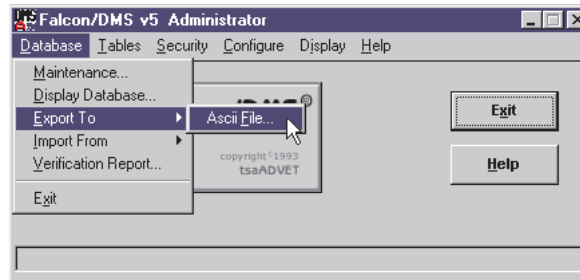 DMS Falcon/DMS v5 Administrator
Database Tables Security Configure Display Help
Maintenance...
Display Database...
Export To
Ascii File...
Import From
Verification Report...
Exit
copyright ©1993
tsaADVET
Exit
Help